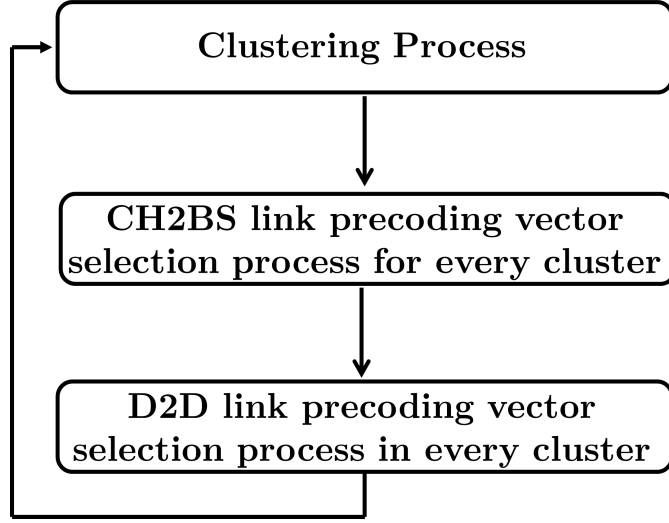 Clustering Process
CH2BS link precoding vector
selection process for every cluster
D2D link precoding vector
selection process in every cluster